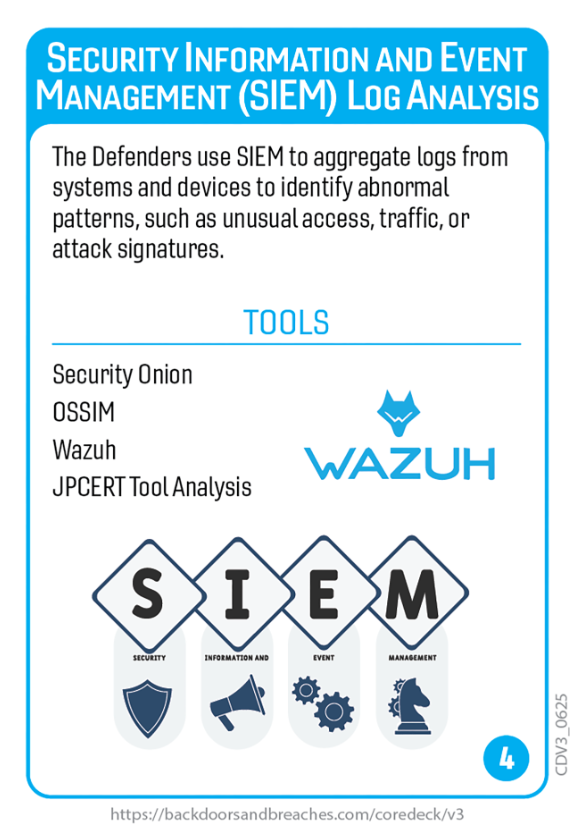 SECURITY INFORMATION AND EVENT
MANAGEMENT (SIEM) LOG ANALYSIS
The Defenders use SIEM to aggregate logs from
systems and devices to identify abnormal
patterns, such as unusual access, traffic, or
attack signatures.
TOOLS
Security Onion
OSSIM
Wazuh
JPCERT Tool Analysis
WAZUH
S I E M
SECURITY INFORMATION AND EVENT MANAGEMENT
4
CDV3_0625
https://backdoorsandbreaches.com/coredeck/v3